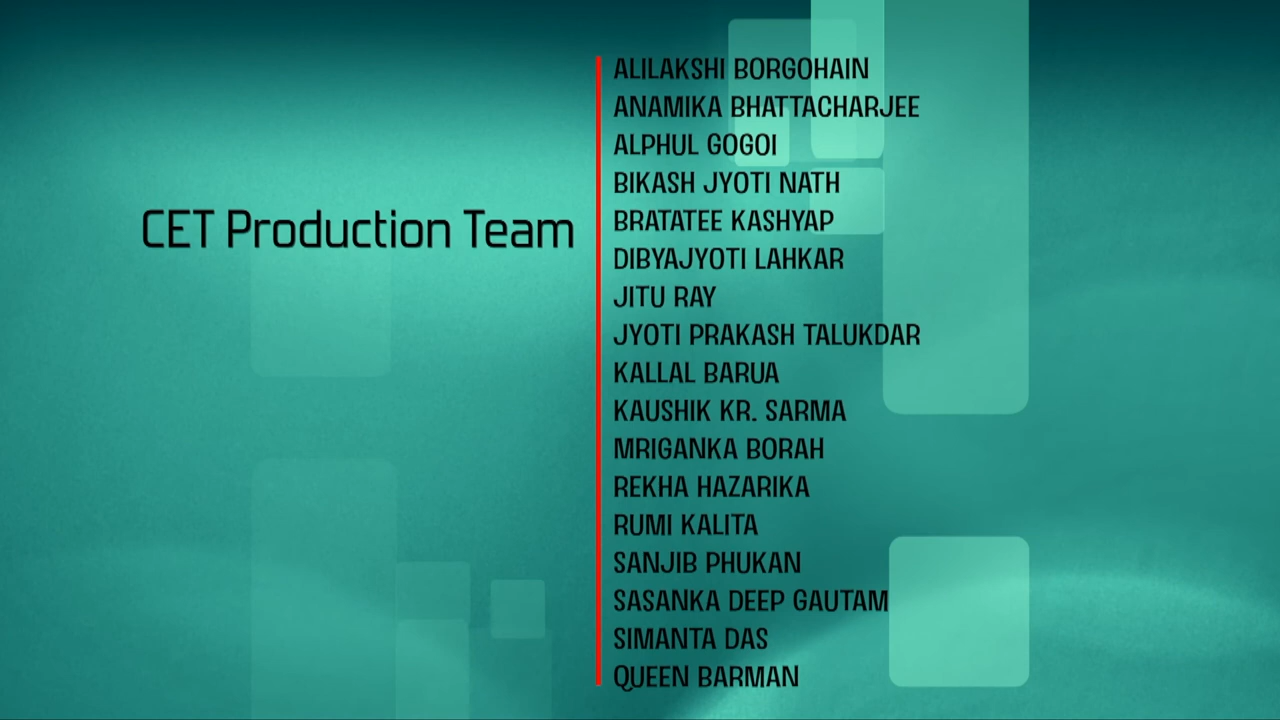 CET Production Team
ALILAKSHI BORGOHAIN
ANAMIKA BHATTACHARJEE
ALPHUL GOGOI
BIKASH JYOTI NATH
BRATATEE KASHYAP
DIBYAJYOTI LAHKAR
JITU RAY
JYOTI PRAKASH TALUKDAR
KALLAL BARUA
KAUSHIK KR. SARMA
MRIGANKA BORAH
REKHA HAZARIKA
RUMI KALITA
SANJIB PHUKAN
SASANKA DEEP GAUTAM
SIMANTA DAS
QUEEN BARMAN